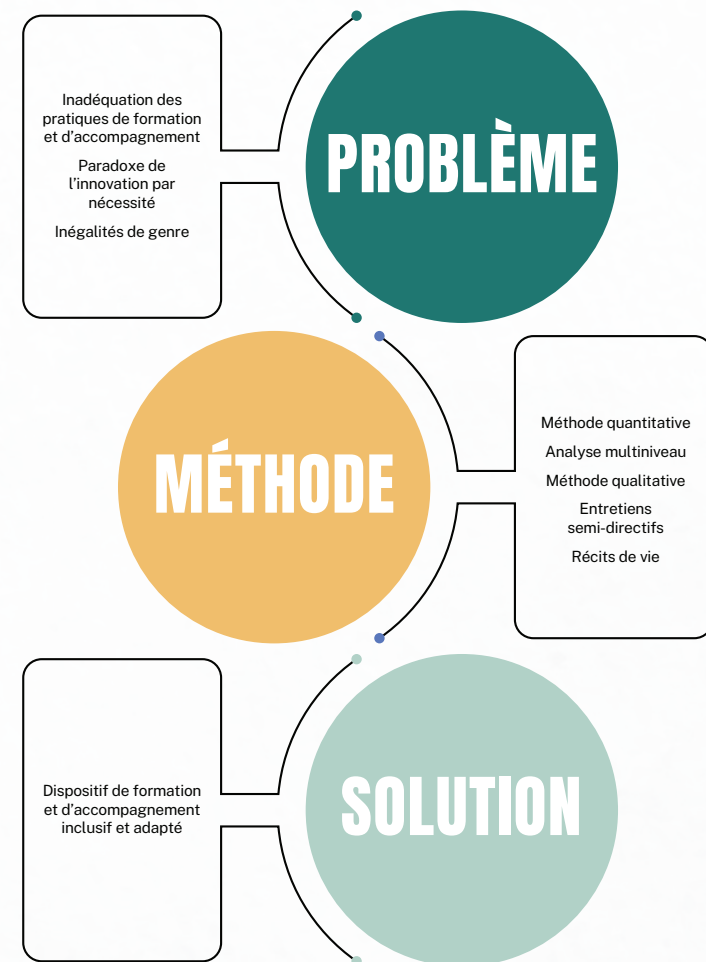 PROBLÈME
Inadéquation des
pratiques de formation
et d’accompagnement
Paradoxe de
l’innovation par
nécessité
Inégalités de genre
MÉTHODE
Méthode quantitative
Analyse multiniveau
Méthode qualitative
Entretiens
semi-directifs
Récits de vie
SOLUTION
Dispositif de formation
et d’accompagnement
inclusif et adapté